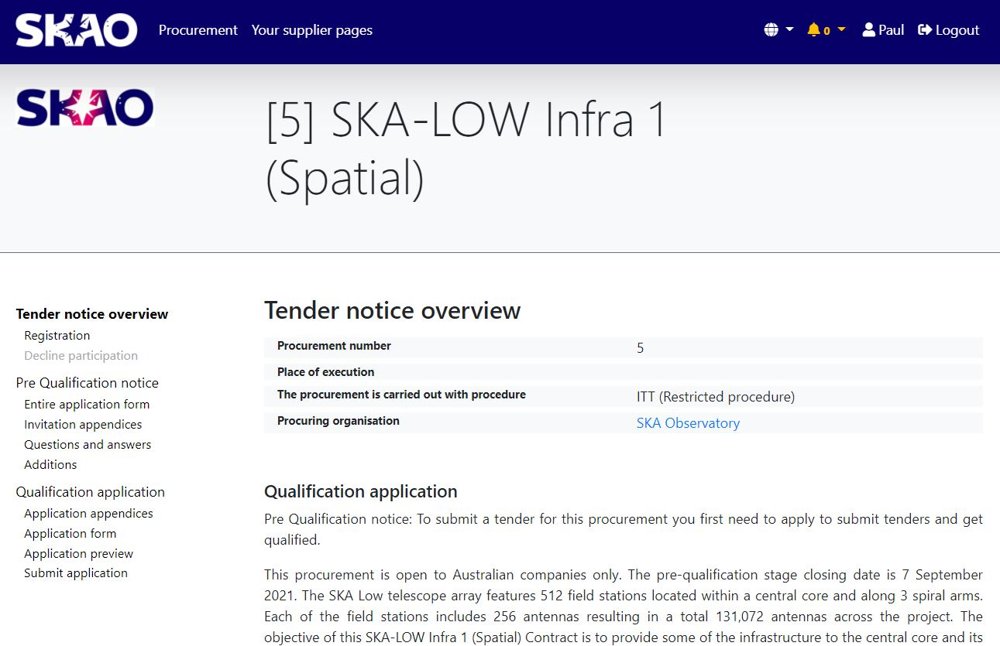 SKAO Procurement Your supplier pages 0 Paul Logout
SKAO
[5] SKA-LOW Infra 1
(Spatial)
Tender notice overview
Registration
Decline participation
Pre Qualification notice
Entire application form
Invitation appendices
Questions and answers
Additions
Qualification application
Application appendices
Application form
Application preview
Submit application
Tender notice overview
Procurement number 5
Place of execution
The procurement is carried out with procedure ITT (Restricted procedure)
Procuring organisation SKA Observatory
Qualification application
Pre Qualification notice: To submit a tender for this procurement you first need to apply to submit tenders and get
qualified.
This procurement is open to Australian companies only. The pre-qualification stage closing date is 7 September
2021. The SKA Low telescope array features 512 field stations located within a central core and along 3 spiral arms.
Each of the field stations includes 256 antennas resulting in a total 131,072 antennas across the project. The
objective of this SKA-LOW Infra 1 (Spatial) Contract is to provide some of the infrastructure to the central core and its